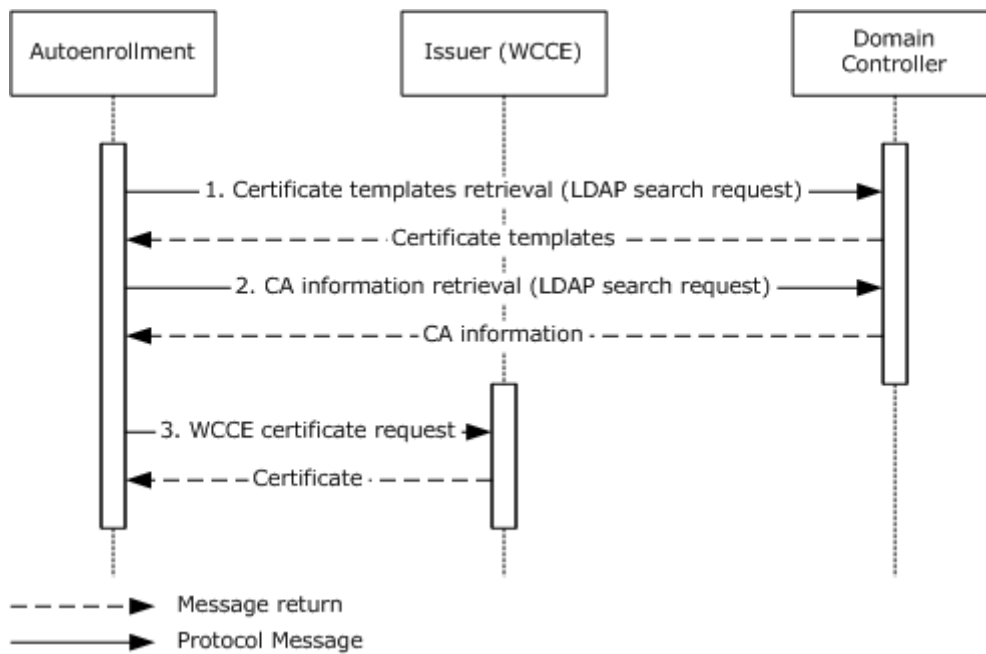 Autoenrollment
Issuer (WCCE)
Domain
Controller
1. Certificate templates retrieval (LDAP search request)
Certificate templates
2. CA information retrieval (LDAP search request)
CA information
3. WCCE certificate request
Certificate
Message return
Protocol Message